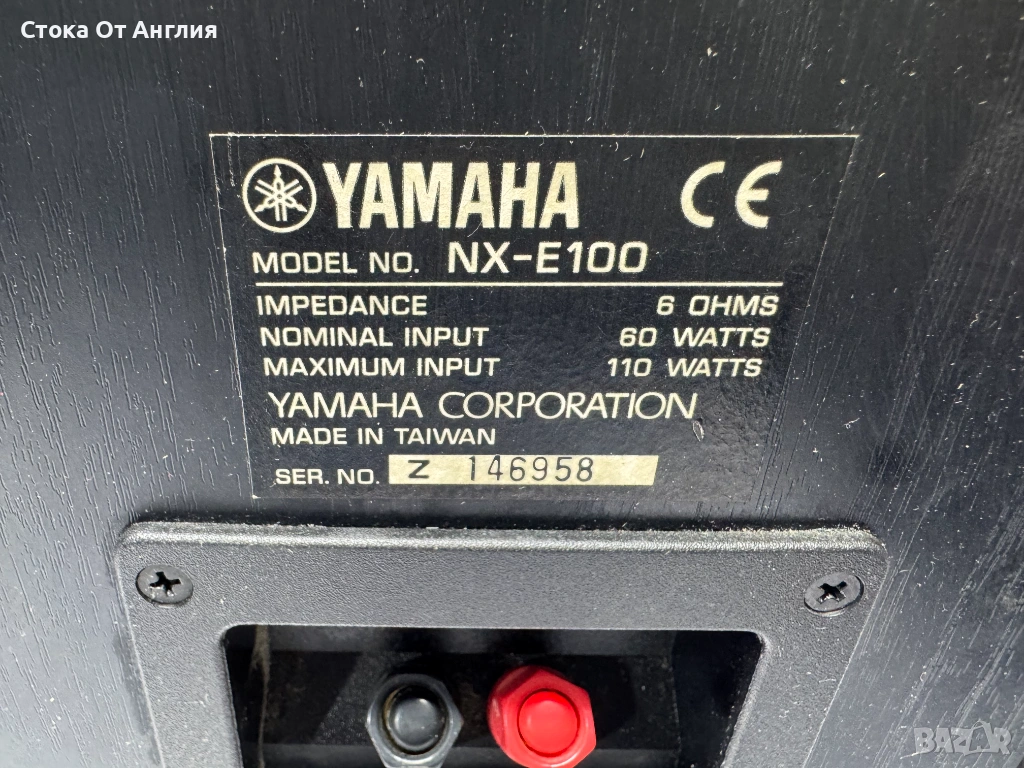 Стока От Англия
YAMAHA CE
MODEL NO. NX-E100
IMPEDANCE 6 OHMS
NOMINAL INPUT 60 WATTS
MAXIMUM INPUT 110 WATTS
YAMAHA CORPORATION
MADE IN TAIWAN
SER. NO. Z 146958
BAZAR